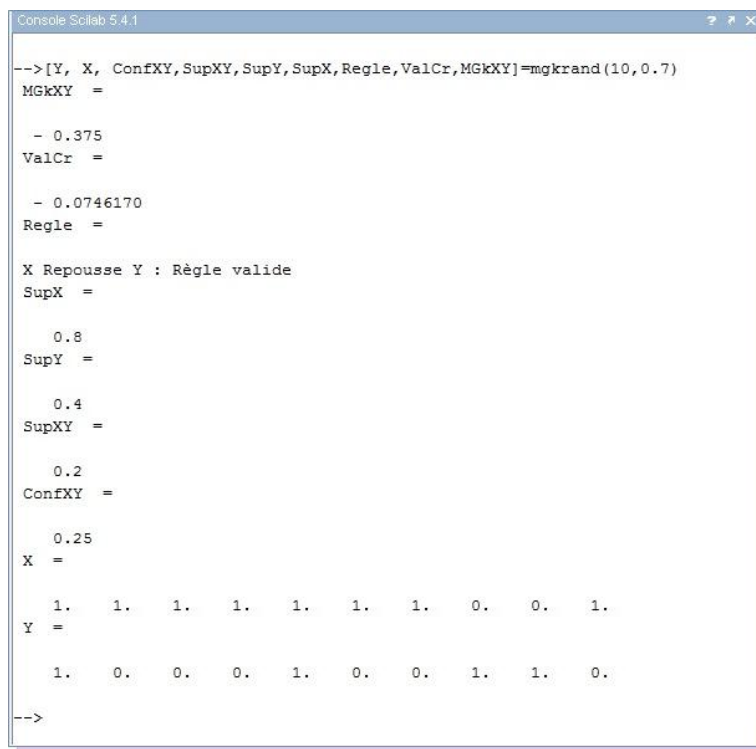 Console Scilab 5.4.1 ? ↗ X
-->[Y, X, ConfXY,SupXY,SupY,SupX,Regle,ValCr,MGkXY]=mgkrand(10,0.7)
MGkXY =
- 0.375
ValCr =
- 0.0746170
Regle =
X Repousse Y : Règle valide
SupX =
0.8
SupY =
0.4
SupXY =
0.2
ConfXY =
0.25
X =
1. 1. 1. 1. 1. 1. 1. 0. 0. 1.
Y =
1. 0. 0. 0. 1. 0. 0. 1. 1. 0.
-->